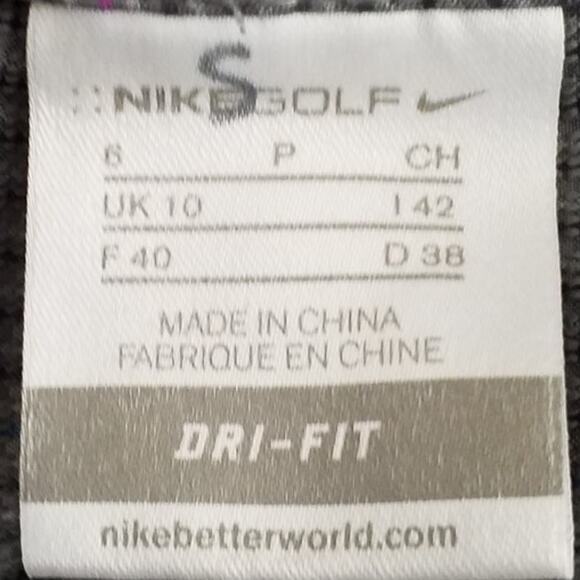 S
NIKE GOLF
6 P CH
UK 10 I 42
F 40 D 38
MADE IN CHINA
FABRIQUE EN CHINE
DRI-FIT
nikebetterworld.com